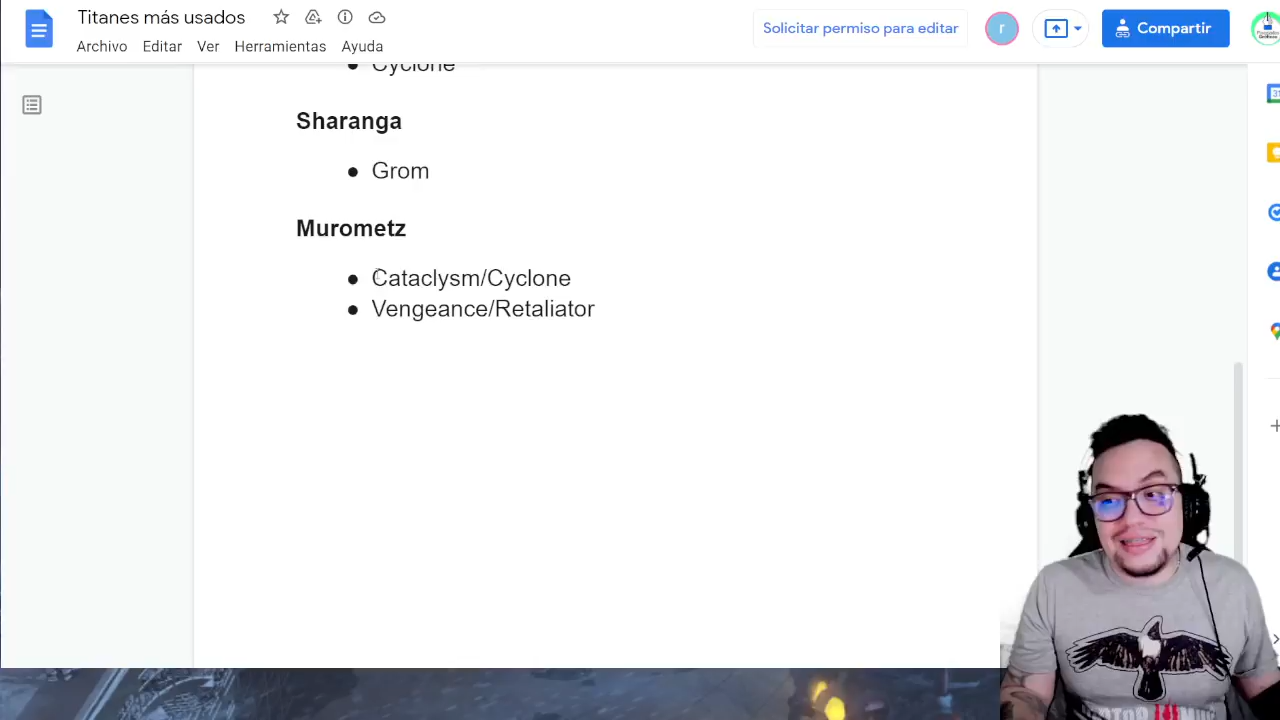 Titanes más usados
Solicitar permiso para editar
r
Compartir
Archivo Editar Ver Herramientas Ayuda
Cyclone
Sharanga
Grom
Murometz
Cataclysm/Cyclone
Vengeance/Retaliator
31